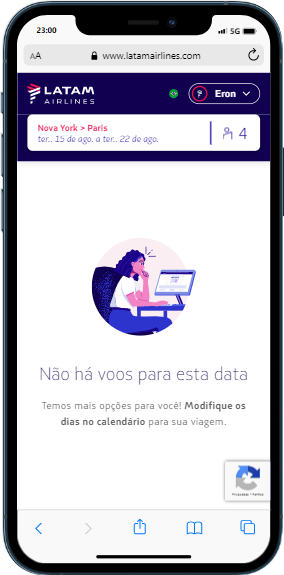 23:00
5G
AA
www.latamairlines.com
LATAM
AIRLINES
Eron
Nova York > Paris
ter.. 15 de ago. a ter.. 22 de ago.
4
Não há voos para esta data
Temos mais opções para você! Modifique os
dias no calendário para sua viagem.